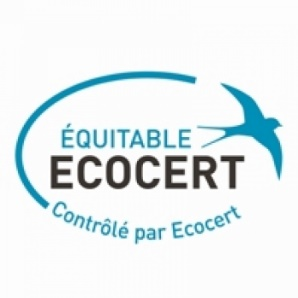 ÉQUITABLE
ECOCERT
Contrôlé par Ecocert